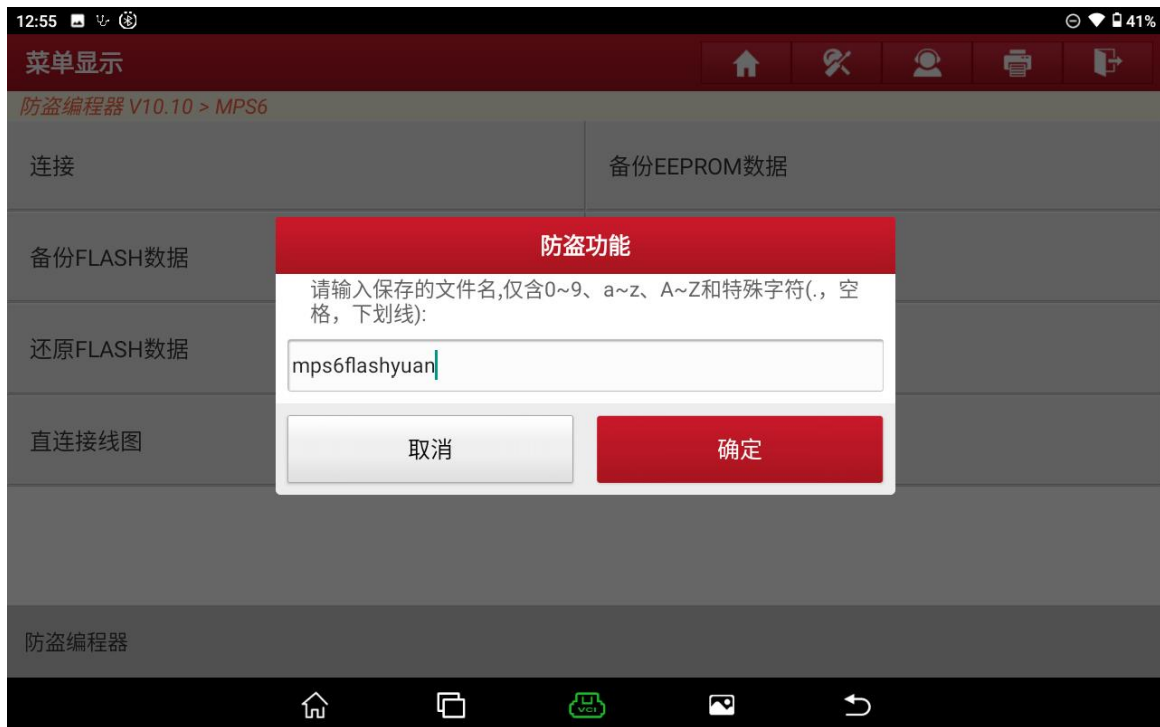 12:55
41%
菜单显示
防盗编程器 V10.10 > MPS6
连接
备份EEPROM数据
备份FLASH数据
防盗功能
请输入保存的文件名,仅含0~9、a~z、A~Z和特殊字符(.，空
格，下划线):
还原FLASH数据
mps6flashyuan
直连接线图
取消
确定
防盗编程器
VCI